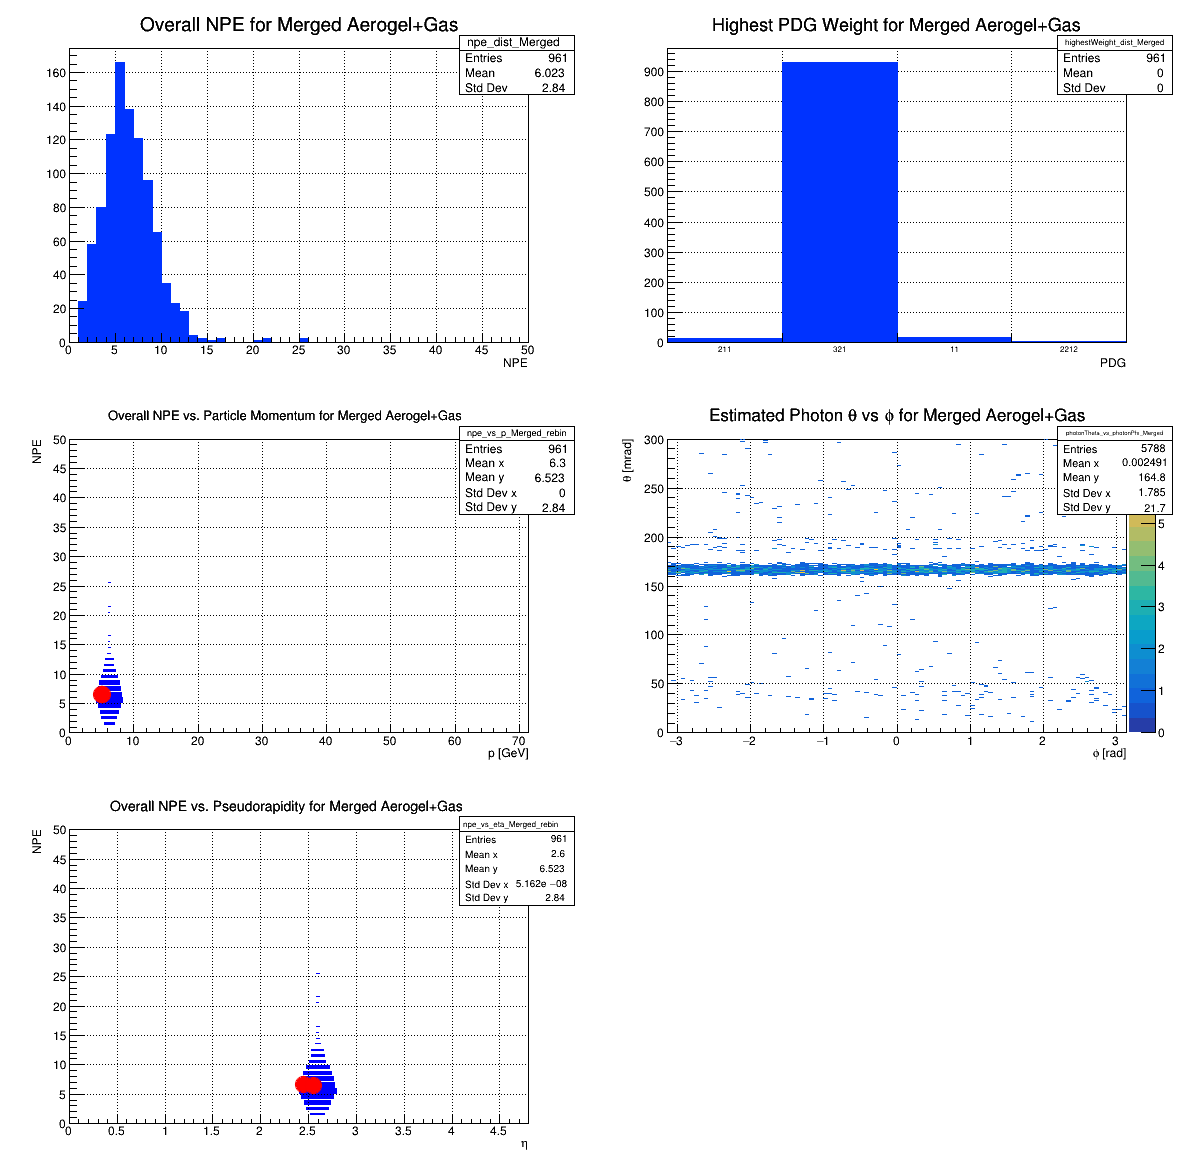 Overall NPE for Merged Aerogel+Gas
npe_dist_Merged
Entries 961
Mean 6.023
Std Dev 2.84
160
140
120
100
80
60
40
20
0
0 5 10 15 20 25 30 35 40 45 50
NPE
Highest PDG Weight for Merged Aerogel+Gas
highestWeight_dist_Merged
Entries 961
Mean 0
Std Dev 0
900
800
700
600
500
400
300
200
100
0
211 321 11 2212
PDG
Overall NPE vs. Particle Momentum for Merged Aerogel+Gas
npe_vs_p_Merged_rebin
Entries 961
Mean x 6.3
Mean y 6.523
Std Dev x 0
Std Dev y 2.84
NPE
50
45
40
35
30
25
20
15
10
5
0
0 10 20 30 40 50 60 70
p [GeV]
Estimated Photon θ vs ϕ for Merged Aerogel+Gas
photonTheta_vs_photonPhi_Merged
Entries 5788
Mean x 0.002491
Mean y 164.8
Std Dev x 1.785
Std Dev y 21.7
θ [mrad]
300
250
200
150
100
50
0
−3 −2 −1 0 1 2 3
ϕ [rad]
5
4
3
2
1
0
Overall NPE vs. Pseudorapidity for Merged Aerogel+Gas
npe_vs_eta_Merged_rebin
Entries 961
Mean x 2.6
Mean y 6.523
Std Dev x 5.162e −08
Std Dev y 2.84
NPE
50
45
40
35
30
25
20
15
10
5
0
0 0.5 1 1.5 2 2.5 3 3.5 4 4.5
η